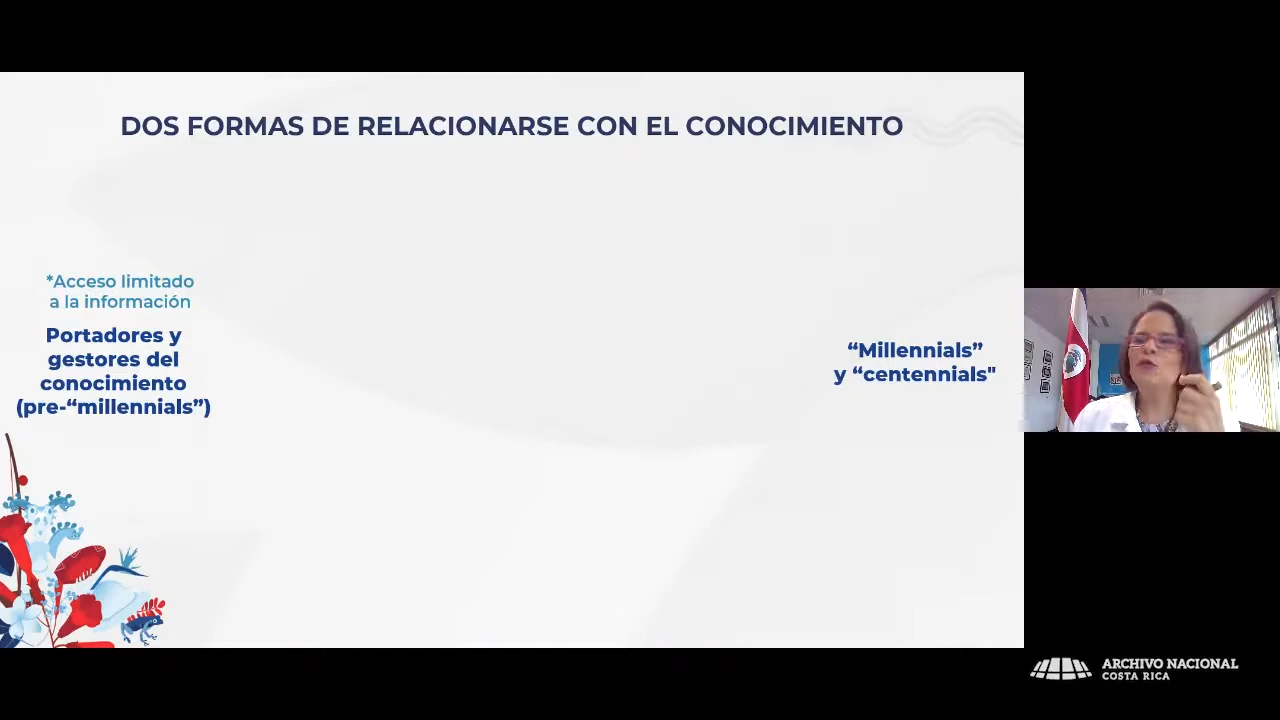 DOS FORMAS DE RELACIONARSE CON EL CONOCIMIENTO
*Acceso limitado
a la información
Portadores y
gestores del
conocimiento
(pre-“millennials”)
“Millennials”
y “centennials"
ARCHIVO NACIONAL
COSTA RICA